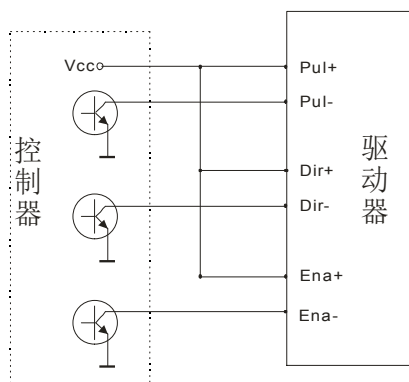 Vcc
Pul+
Pul-
Dir+
Dir-
Ena+
Ena-
控制器
驱动器